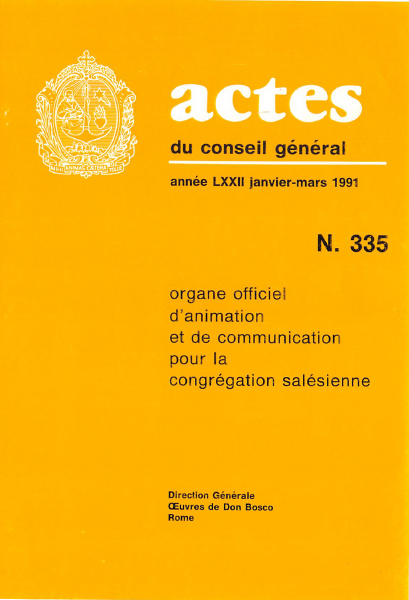 actes
du conseil général
année LXXII janvier-mars 1991
N. 335
organe officiel
d'animation
et de communication
pour la
congrégation salésienne
Direction Générale
Œuvres de Don Bosco
Rome